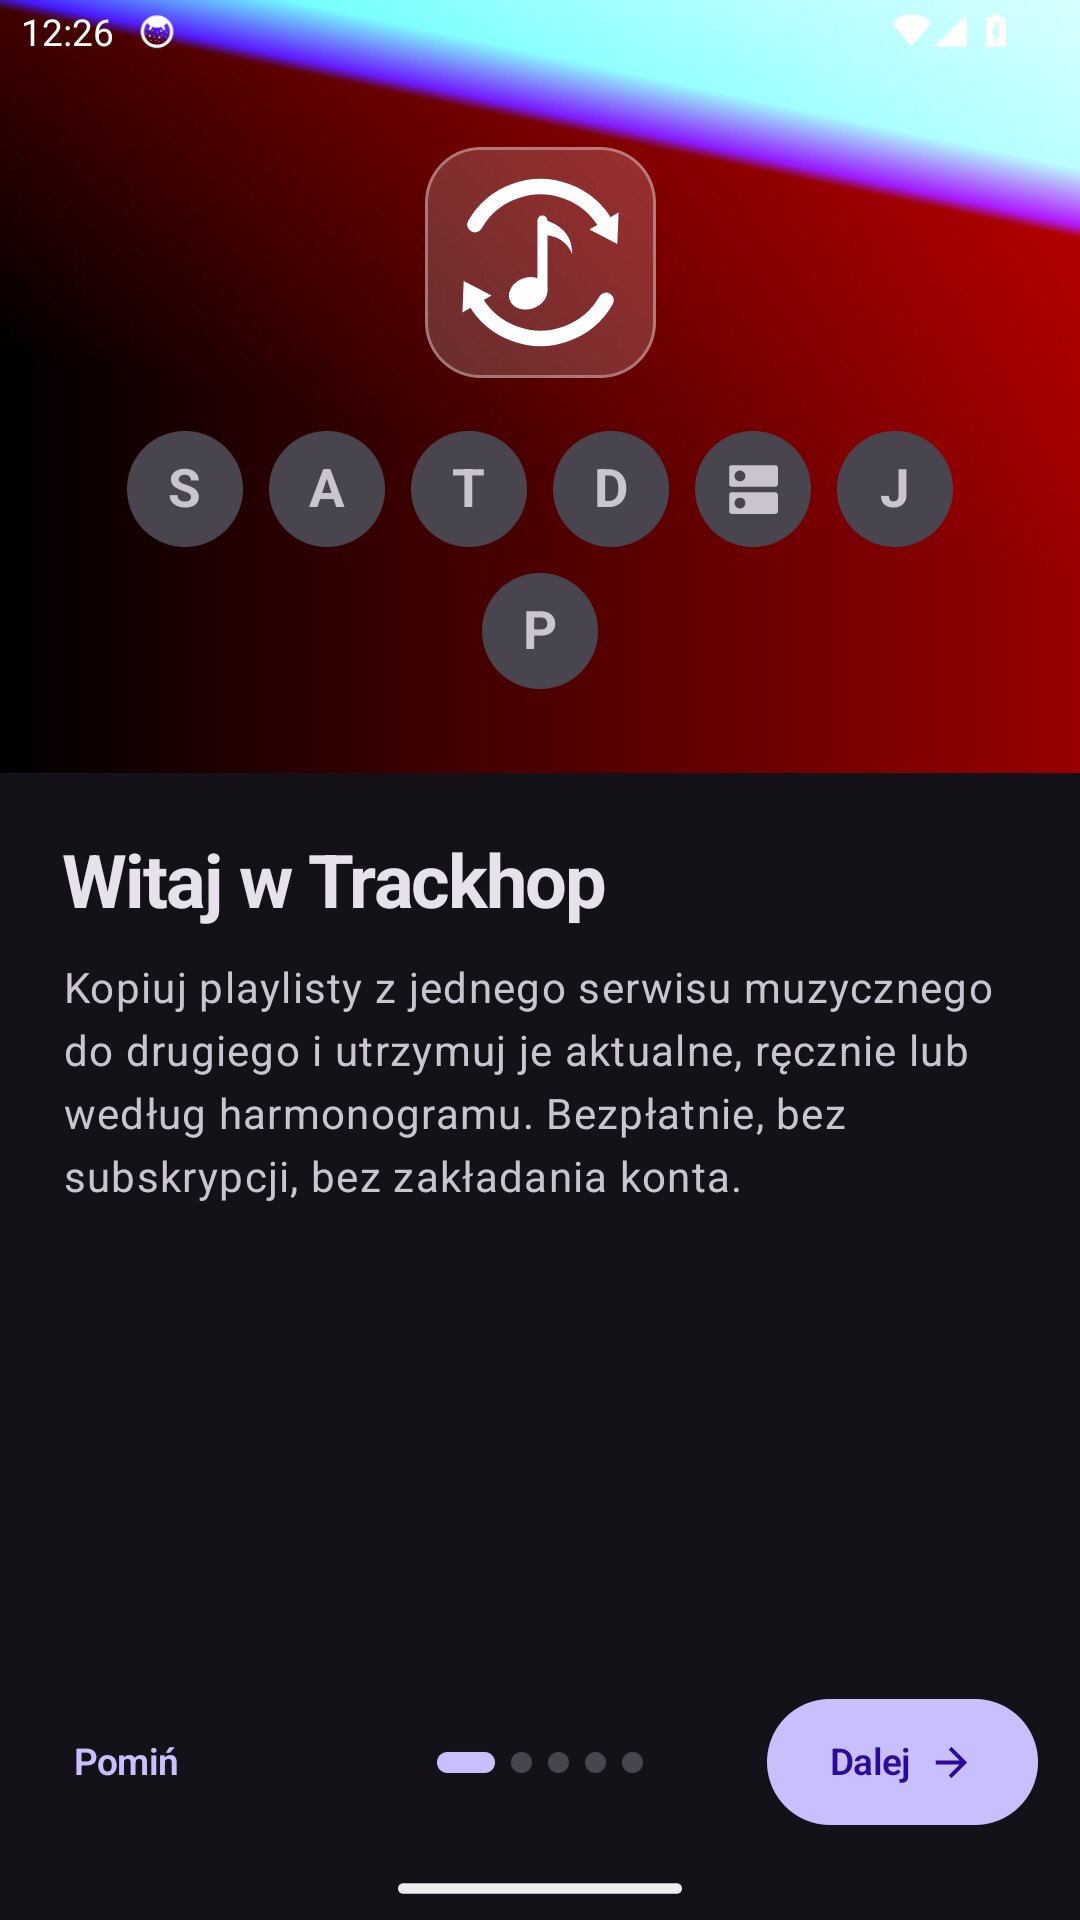 12:26
S A T D J
P
Witaj w Trackhop
Kopiuj playlisty z jednego serwisu muzycznego
do drugiego i utrzymuj je aktualne, ręcznie lub
według harmonogramu. Bezpłatnie, bez
subskrypcji, bez zakładania konta.
Pomiń
Dalej